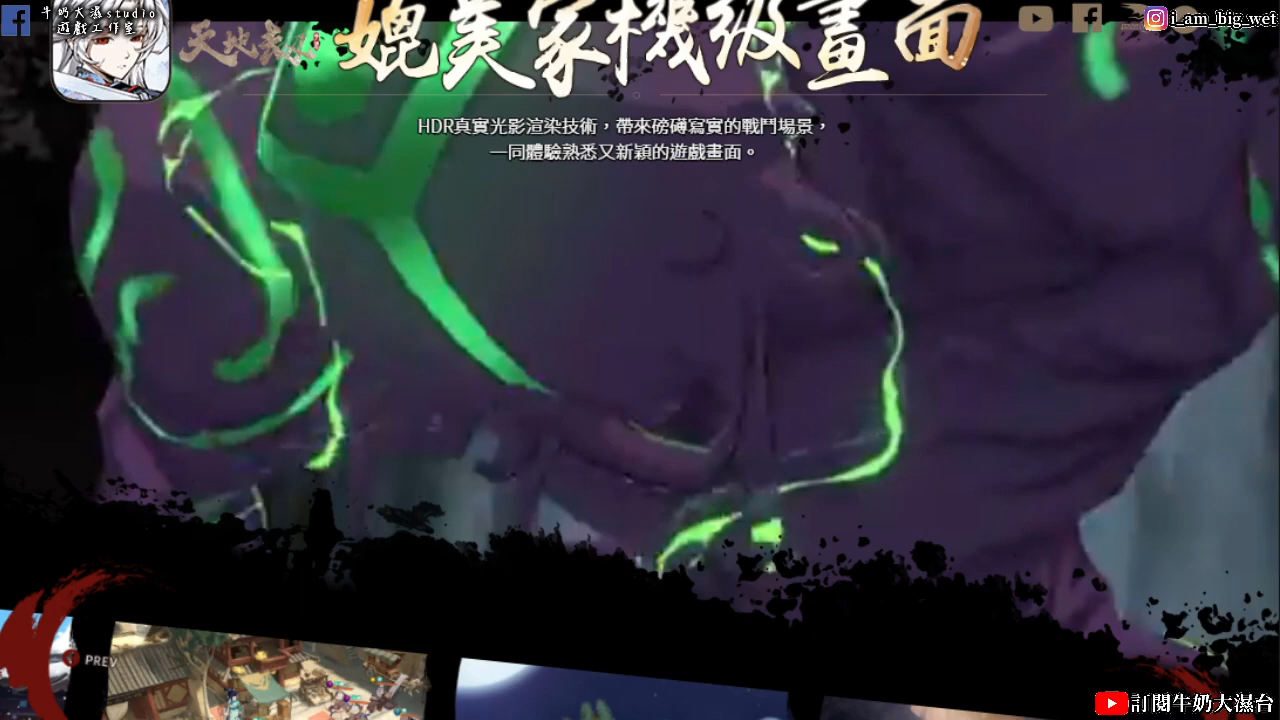 牛奶大濕studio
遊戲工作室
天地劫
媲美家機級畫面
i_am_big_wet
HDR真實光影渲染技術，帶來磅礴寫實的戰鬥場景，
一同體驗熟悉又新穎的遊戲畫面。
PREV
訂閱牛奶大濕台